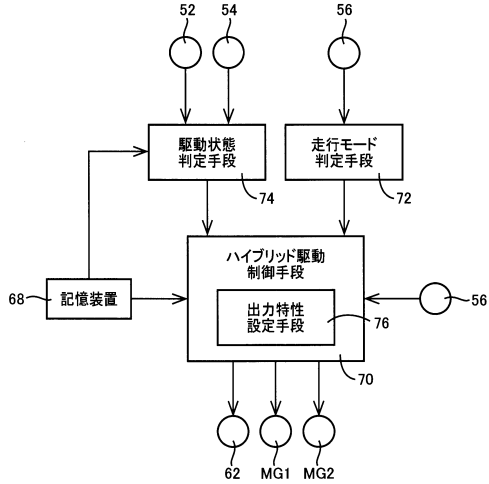 52
54
56
駆動状態
判定手段
74
走行モード
判定手段
72
ハイブリッド駆動
制御手段
68
記憶装置
出力特性
設定手段
76
56
70
62
MG1
MG2